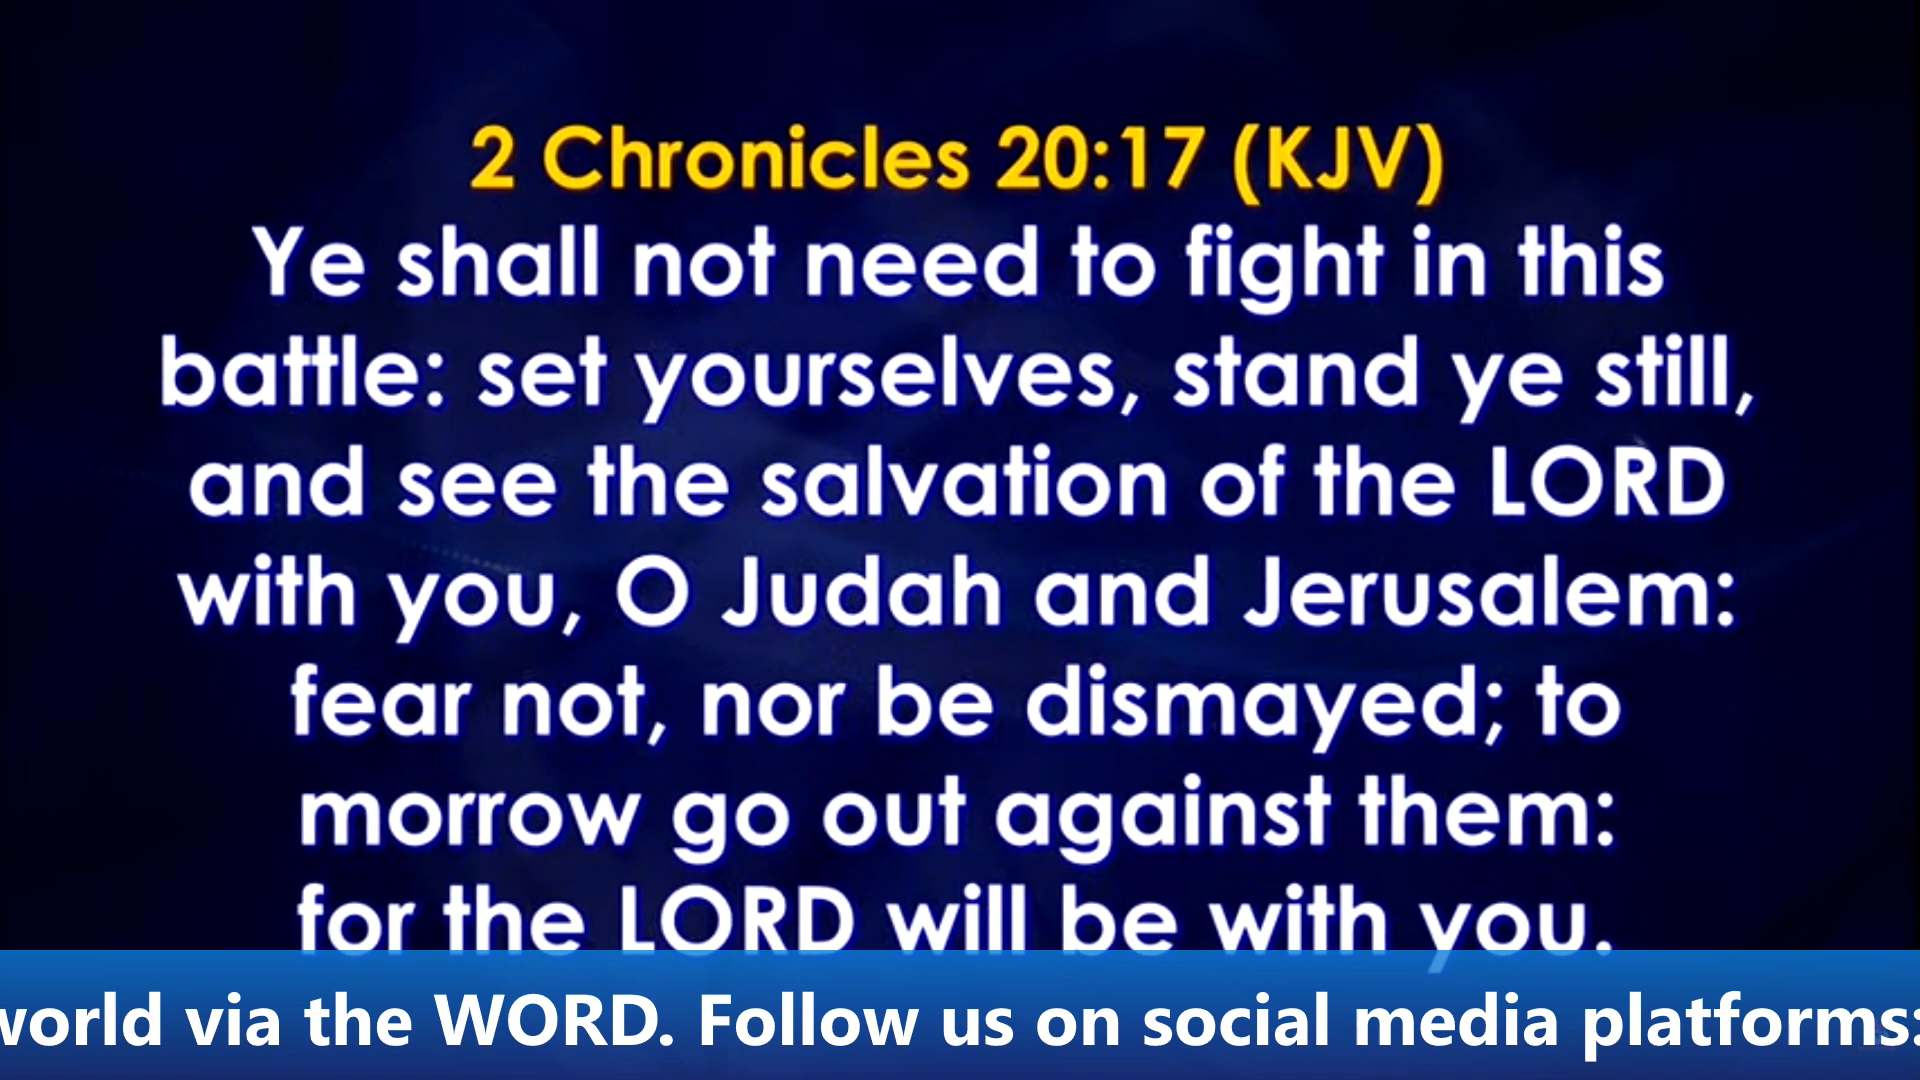 2 Chronicles 20:17 (KJV)
Ye shall not need to fight in this
battle: set yourselves, stand ye still,
and see the salvation of the LORD
with you, O Judah and Jerusalem:
fear not, nor be dismayed; to
morrow go out against them:
for the LORD will be with you.
world via the WORD. Follow us on social media platforms: